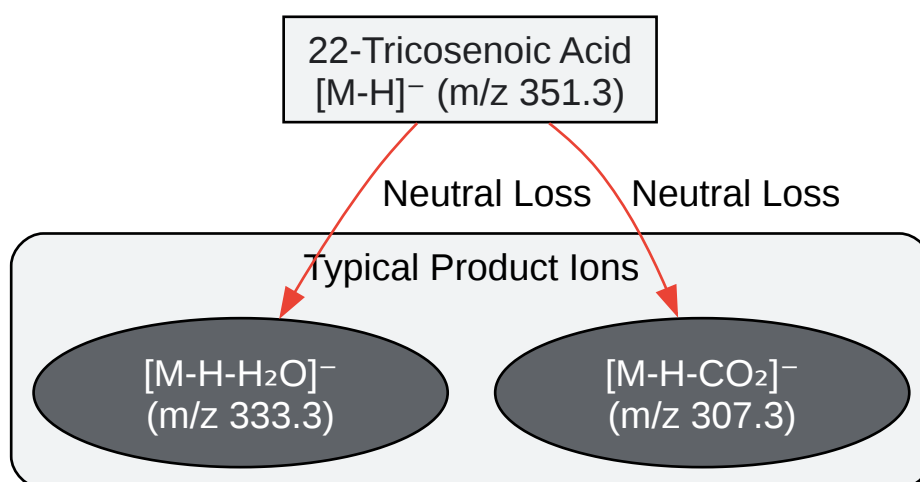 22-Tricosenoic Acid
[M-H]⁻ (m/z 351.3)
Neutral Loss
Neutral Loss
Typical Product Ions
[M-H-H₂O]⁻
(m/z 333.3)
[M-H-CO₂]⁻
(m/z 307.3)